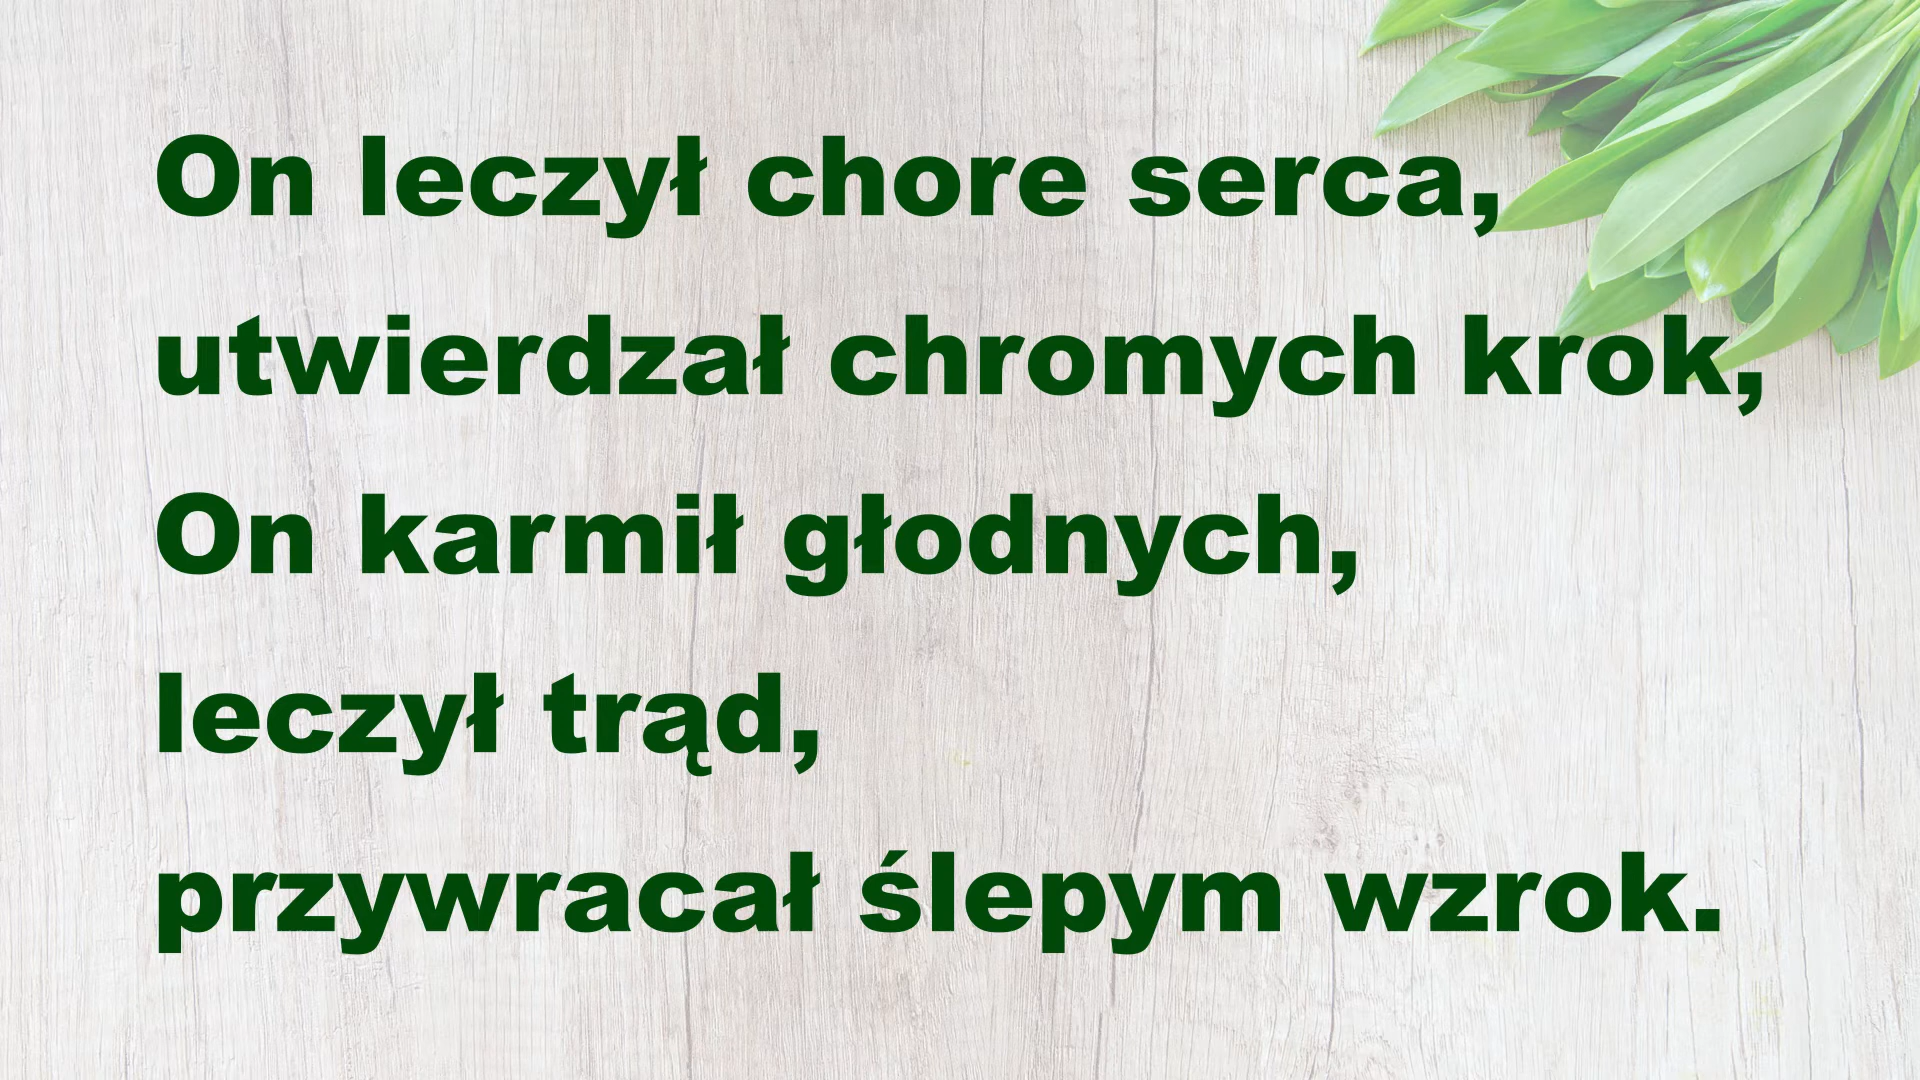 On leczył chore serca,
utwierdzał chromych krok,
On karmił głodnych,
leczył trąd,
przywracał ślepym wzrok.